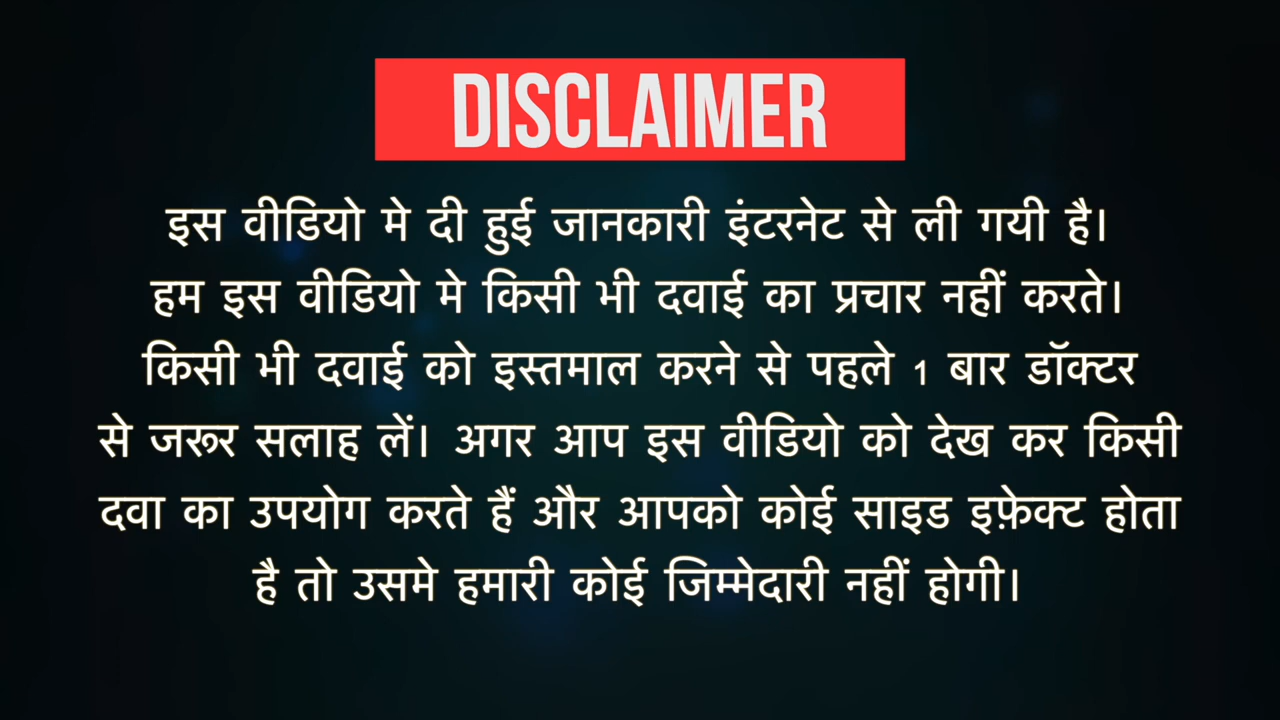 DISCLAIMER
इस वीडियो मे दी हुई जानकारी इंटरनेट से ली गयी है।
हम इस वीडियो मे किसी भी दवाई का प्रचार नहीं करते।
किसी भी दवाई को इस्तमाल करने से पहले 1 बार डॉक्टर
से जरूर सलाह लें। अगर आप इस वीडियो को देख कर किसी
दवा का उपयोग करते हैं और आपको कोई साइड इफ़ेक्ट होता
है तो उसमे हमारी कोई जिम्मेदारी नहीं होगी।